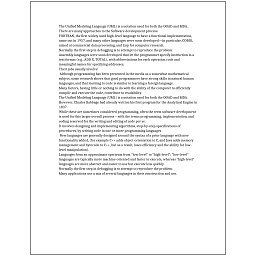 The Unified Modeling Language (UML) is a notation used for both the OOAD and MDA.
There are many approaches to the Software development process.
FORTRAN, the first widely used high-level language to have a functional implementation,
came out in 1957, and many other languages were soon developed—in particular, COBOL
aimed at commercial data processing, and Lisp for computer research.
Normally the first step in debugging is to attempt to reproduce the problem.
Assembly languages were soon developed that let the programmer specify instruction in a
text format (e.g., ADD X, TOTAL), with abbreviations for each operation code and
meaningful names for specifying addresses.
Their jobs usually involve:
Although programming has been presented in the media as a somewhat mathematical
subject, some research shows that good programmers have strong skills in natural human
languages, and that learning to code is similar to learning a foreign language.
Many factors, having little or nothing to do with the ability of the computer to efficiently
compile and execute the code, contribute to readability.
The Unified Modeling Language (UML) is a notation used for both the OOAD and MDA.
However, Charles Babbage had already written his first program for the Analytical Engine in
1837.
While these are sometimes considered programming, often the term software development
is used for this larger overall process – with the terms programming, implementation, and
coding reserved for the writing and editing of code per se.
It involves designing and implementing algorithms, step-by-step specifications of
procedures, by writing code in one or more programming languages.
New languages are generally designed around the syntax of a prior language with new
functionality added, (for example C++ adds object-orientation to C, and Java adds memory
management and bytecode to C++, but as a result, loses efficiency and the ability for low-
level manipulation).
Languages form an approximate spectrum from "low-level" to "high-level"; "low-level"
languages are typically more machine-oriented and faster to execute, whereas "high-level"
languages are more abstract and easier to use but execute less quickly.
Normally the first step in debugging is to attempt to reproduce the problem.
Many applications use a mix of several languages in their construction and use.